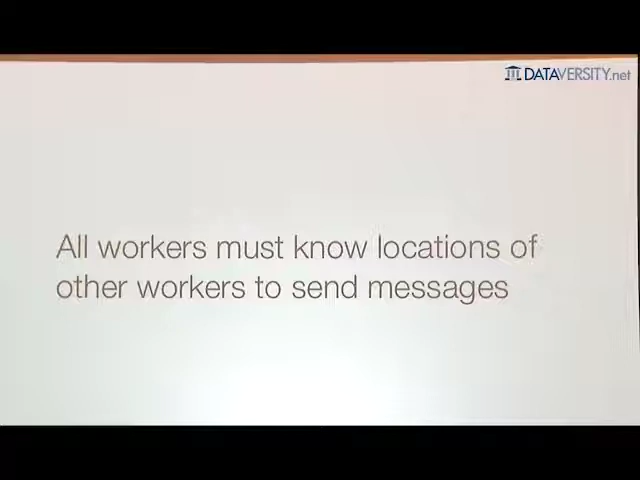 DATAVERSITY.net
All workers must know locations of
other workers to send messages